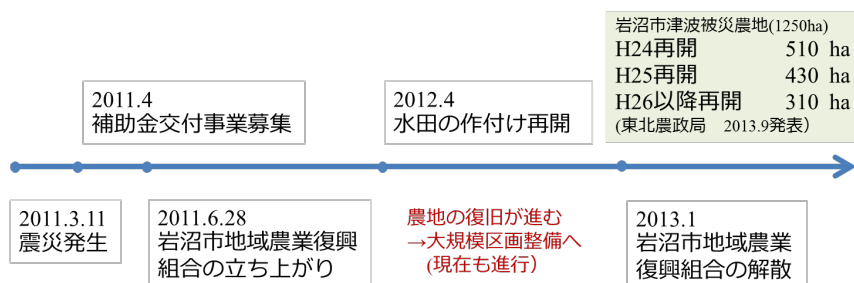 岩沼市津波被災農地(1250ha)
H24再開 510 ha
H25再開 430 ha
H26以降再開 310 ha
(東北農政局 2013.9発表)
2011.4
補助金交付事業募集
2012.4
水田の作付け再開
2011.3.11
震災発生
2011.6.28
岩沼市地域農業復興
組合の立ち上がり
農地の復旧が進む
→大規模区画整備へ
(現在も進行)
2013.1
岩沼市地域農業
復興組合の解散